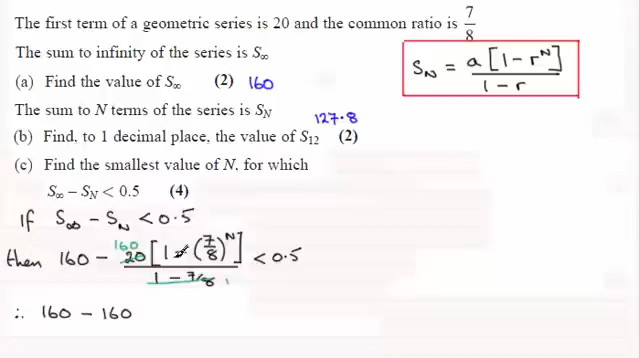 The first term of a geometric series is 20 and the common ratio is 7/8
The sum to infinity of the series is S∞
(a) Find the value of S∞ (2) 160
The sum to N terms of the series is S_N
127.8
(b) Find, to 1 decimal place, the value of S₁₂ (2)
(c) Find the smallest value of N, for which
S∞ – S_N < 0.5 (4)
S_N = a[1 - r^N] / 1 - r
If S∞ - S_N < 0.5
then 160 - 160 20[1 - (7/8)^N] / 1 - 7/8 < 0.5
∴ 160 - 160